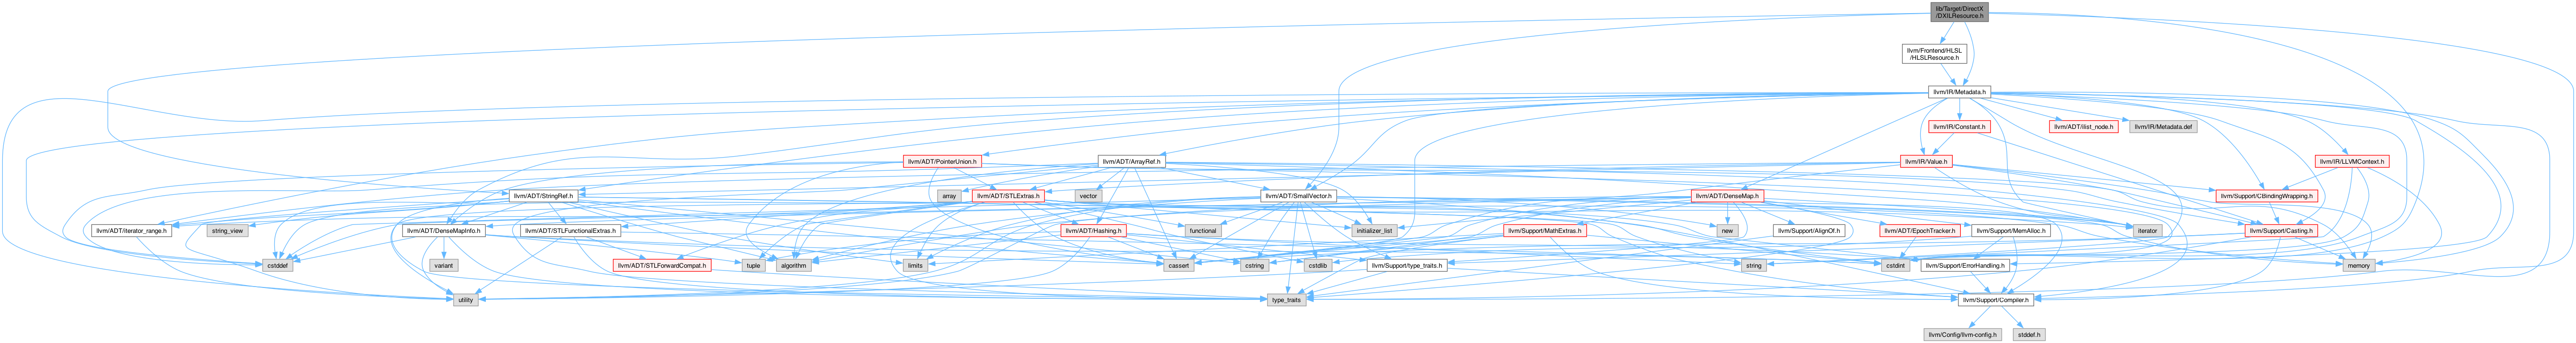 lib/Target/DirectX
/DXILResource.h
llvm/Frontend/HLSL
/HLSLResource.h
llvm/IR/Metadata.h
llvm/IR/Constant.h
llvm/ADT/ilist_node.h
llvm/IR/Metadata.def
llvm/ADT/PointerUnion.h
llvm/ADT/ArrayRef.h
llvm/IR/Value.h
llvm/IR/LLVMContext.h
llvm/ADT/StringRef.h
array
llvm/ADT/STLExtras.h
vector
llvm/ADT/SmallVector.h
llvm/ADT/DenseMap.h
llvm/Support/CBindingWrapping.h
llvm/ADT/iterator_range.h
string_view
llvm/ADT/DenseMapInfo.h
llvm/ADT/STLFunctionalExtras.h
llvm/ADT/Hashing.h
functional
initializer_list
new
llvm/Support/MathExtras.h
llvm/Support/AlignOf.h
llvm/ADT/EpochTracker.h
llvm/Support/MemAlloc.h
iterator
llvm/Support/Casting.h
cstddef
variant
llvm/ADT/STLForwardCompat.h
tuple
algorithm
limits
cassert
cstring
cstdlib
llvm/Support/type_traits.h
string
cstdint
llvm/Support/ErrorHandling.h
memory
utility
type_traits
llvm/Support/Compiler.h
llvm/Config/llvm-config.h
stddef.h